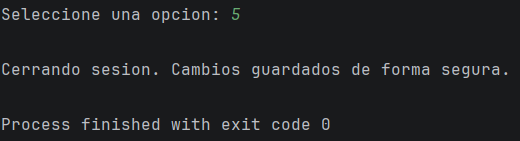 Seleccione una opcion: 5
Cerrando sesion. Cambios guardados de forma segura.
Process finished with exit code 0